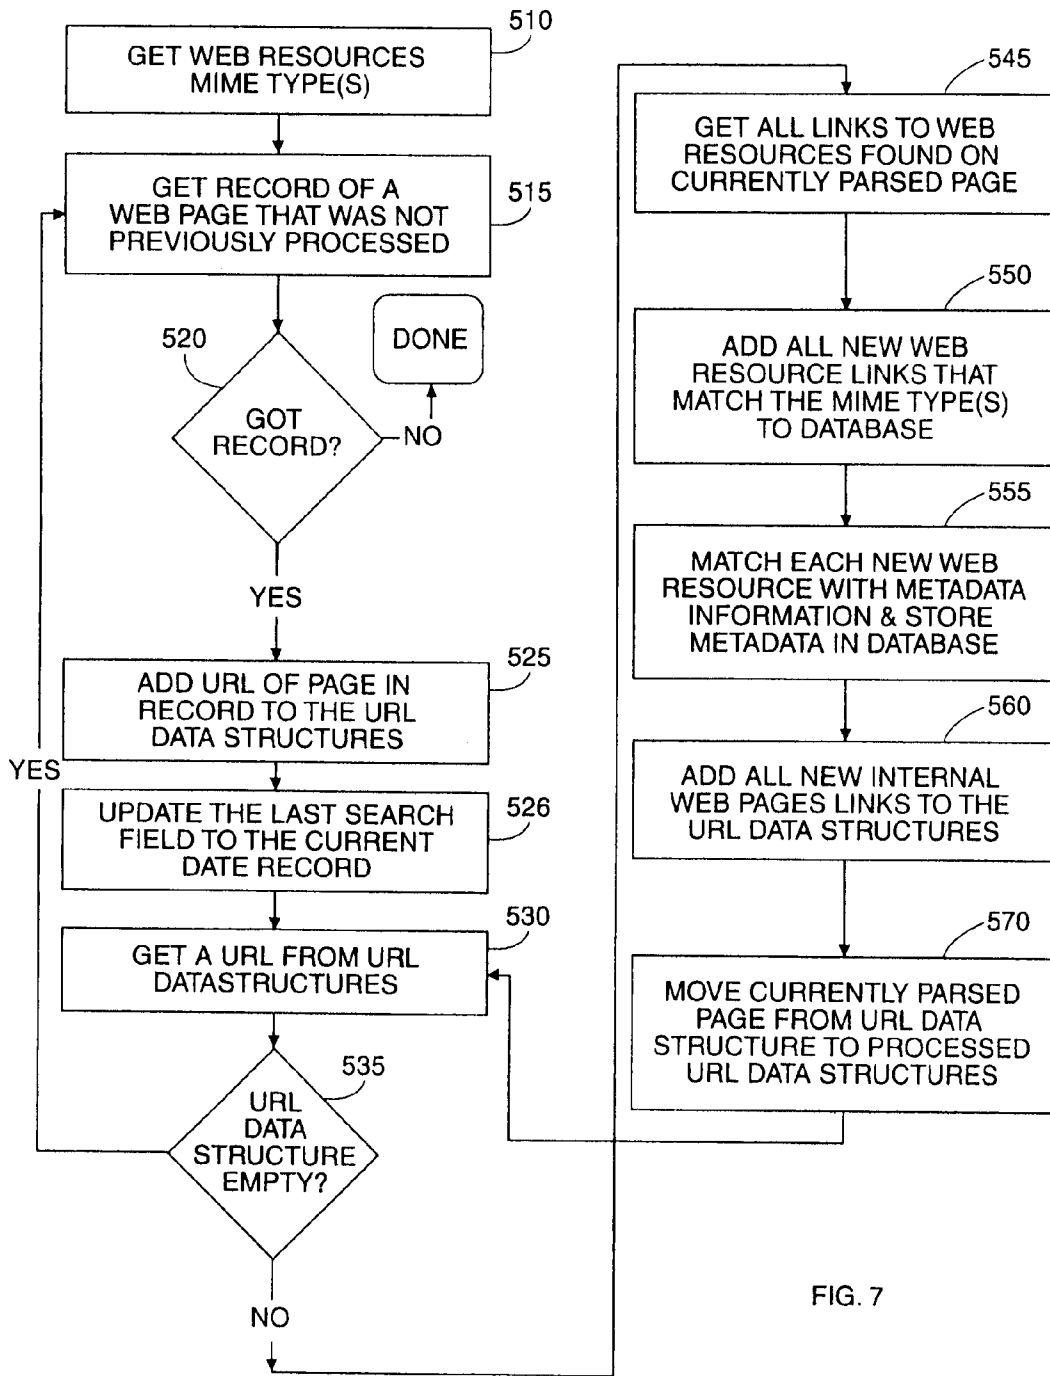 510
GET WEB RESOURCES
MIME TYPE(S)
GET RECORD OF A
WEB PAGE THAT WAS NOT
PREVIOUSLY PROCESSED
515
520
GOT
RECORD?
NO
DONE
YES
ADD URL OF PAGE IN
RECORD TO THE URL
DATA STRUCTURES
525
YES
UPDATE THE LAST SEARCH
FIELD TO THE CURRENT
DATE RECORD
526
GET A URL FROM URL
DATASTRUCTURES
530
535
URL
DATA
STRUCTURE
EMPTY?
NO
545
GET ALL LINKS TO WEB
RESOURCES FOUND ON
CURRENTLY PARSED PAGE
550
ADD ALL NEW WEB
RESOURCE LINKS THAT
MATCH THE MIME TYPE(S)
TO DATABASE
555
MATCH EACH NEW WEB
RESOURCE WITH METADATA
INFORMATION & STORE
METADATA IN DATABASE
560
ADD ALL NEW INTERNAL
WEB PAGES LINKS TO THE
URL DATA STRUCTURES
570
MOVE CURRENTLY PARSED
PAGE FROM URL DATA
STRUCTURE TO PROCESSED
URL DATA STRUCTURES
FIG. 7